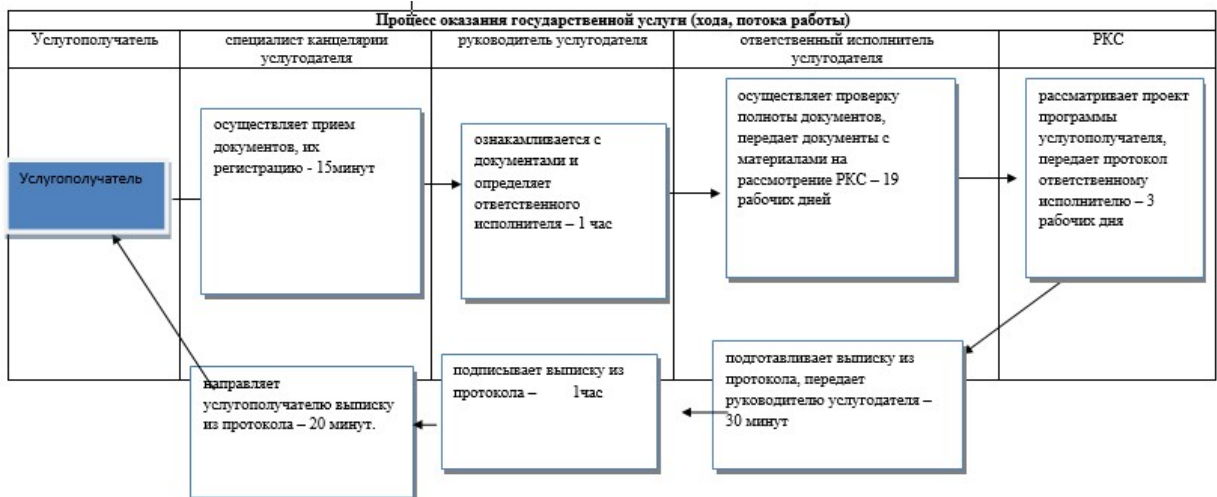 Процесс оказания государственной услуги (хода, потока работы)
Услугополучатель
специалист канцелярии
услугодателя
руководитель услугодателя
ответственный исполнитель
услугодателя
РКС
Услугополучатель
осуществляет прием
документов, их
регистрацию - 15минут
ознакамливается с
документами и
определяет
ответственного
исполнителя – 1 час
осуществляет проверку
полноты документов,
передает документы с
материалами на
рассмотрение РКС – 19
рабочих дней
рассматривает проект
программы
услугополучателя,
передает протокол
ответственному
исполнителю – 3
рабочих дня
подготавливает выписку из
протокола, передает
руководителю услугодателя –
30 минут
подписывает выписку из
протокола – 1час
направляет
услугополучателю выписку
из протокола – 20 минут.